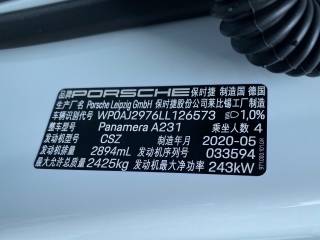 品牌 PORSCHE 保时捷 制造国 德国
生产厂名 Porsche Leipzig GmbH 保时捷股份公司莱比锡工厂制造
车辆识别代号 WP0AJ2976LL126573 1,0%
整车型号 Panamera A231 乘坐人数 4
发动机型号 CSZ 制造年月 2020-05
发动机排量 2894mL 发动机序列号 033594
最大允许总质量 2425kg 发动机最大净功率 243kW